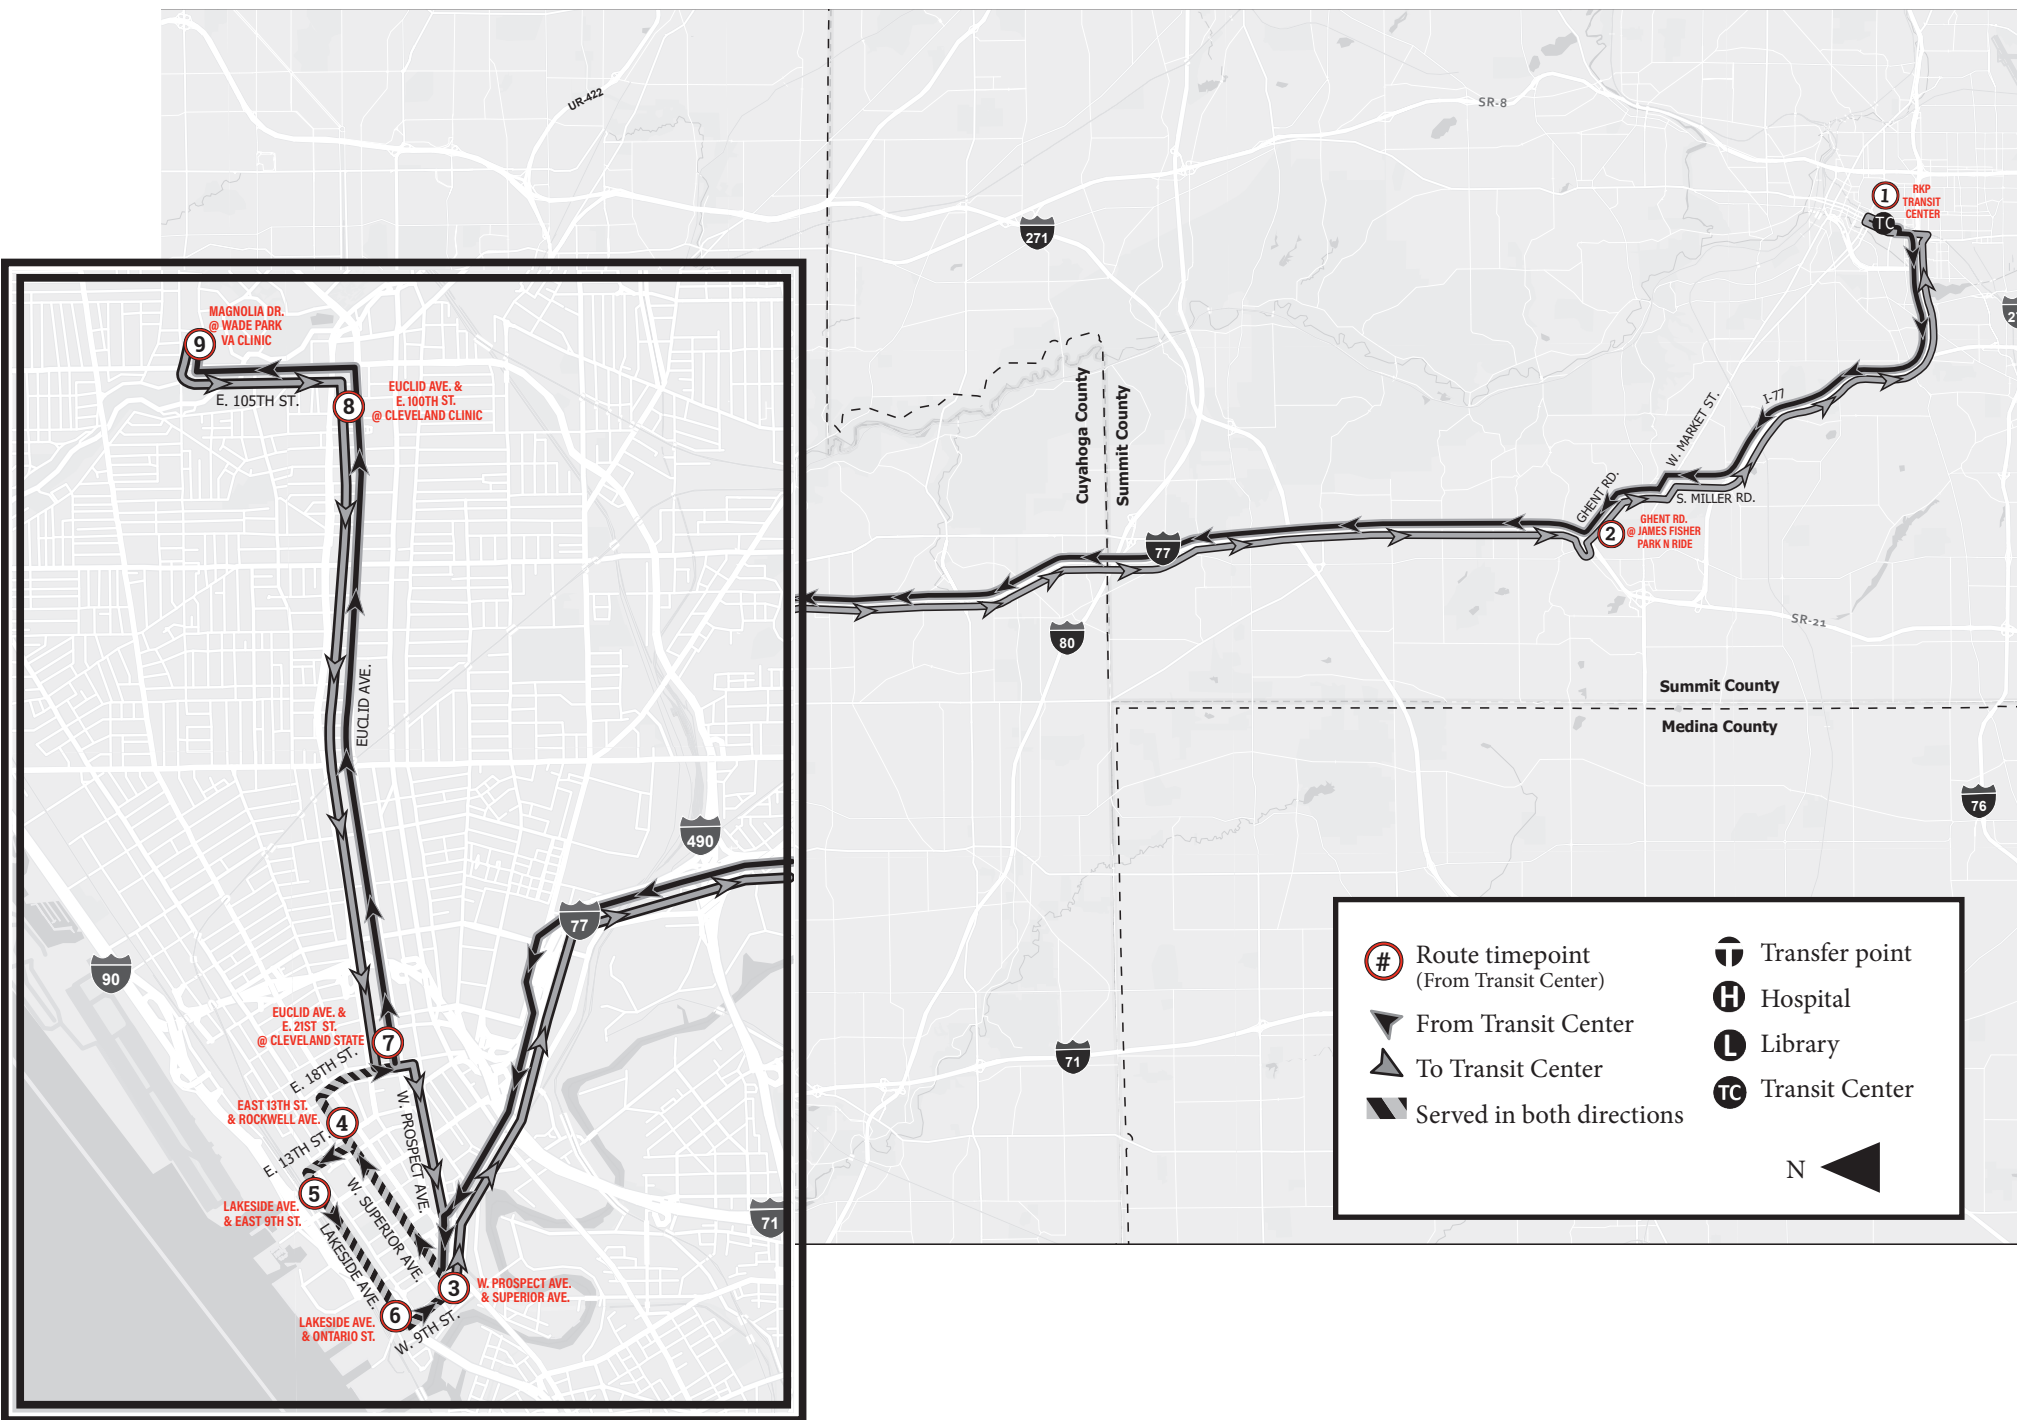 UR-422
SR-8
271
1
RKP
TRANSIT
CENTER
TC
MAGNOLIA DR.
@ WADE PARK
VA CLINIC
9
E. 105TH ST.
8
EUCLID AVE. &
E. 100TH ST.
@ CLEVELAND CLINIC
Cuyahoga County
Summit County
I-77
W. MARKET ST.
S. MILLER RD.
GHENT RD.
2
GHENT RD.
@ JAMES FISHER
PARK N RIDE
77
80
SR-21
Summit County
Medina County
76
EUCLID AVE.
490
77
90
EUCLID AVE. &
E. 21ST ST.
@ CLEVELAND STATE
7
E. 18TH ST.
EAST 13TH ST.
& ROCKWELL AVE.
4
E. 13TH ST.
W. PROSPECT AVE.
5
LAKESIDE AVE.
& EAST 9TH ST.
W. SUPERIOR AVE.
LAKESIDE AVE.
3
W. PROSPECT AVE.
& SUPERIOR AVE.
6
LAKESIDE AVE.
& ONTARIO ST.
W. 9TH ST.
71
71
# Route timepoint
(From Transit Center)
From Transit Center
To Transit Center
Served in both directions
T Transfer point
H Hospital
L Library
TC Transit Center
N